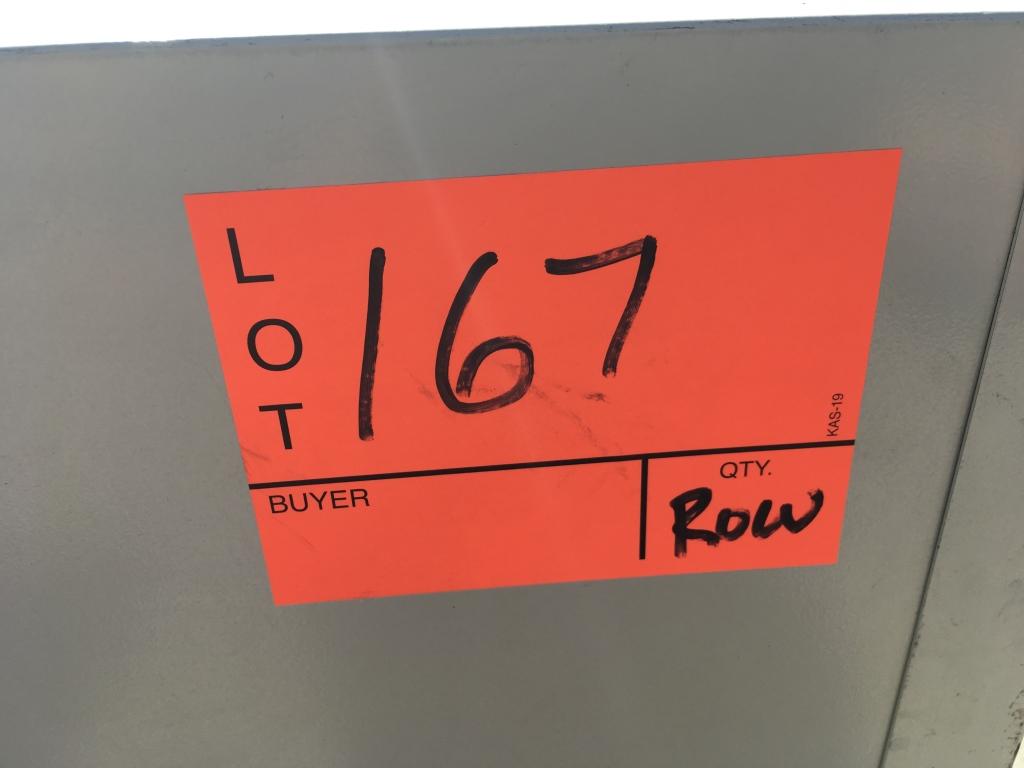 LOT 167
KAS-19
BUYER
QTY.
Row